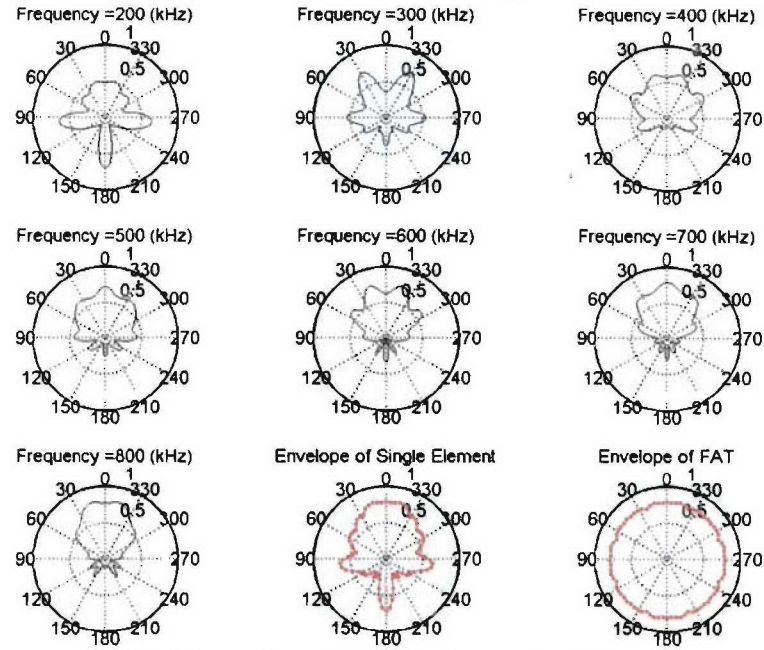 Frequency =200 (kHz)
Frequency =300 (kHz)
Frequency =400 (kHz)
0 1 330 300 270 240 210 180 150 120 90 60 30 0.5
0 1 330 300 270 240 210 180 150 120 90 60 30 0.5
0 1 330 300 270 240 210 180 150 120 90 60 30 0.5
Frequency =500 (kHz)
Frequency =600 (kHz)
Frequency =700 (kHz)
0 1 330 300 270 240 210 180 150 120 90 60 30 0.5
0 1 330 300 270 240 210 180 150 120 90 60 30 0.5
0 1 330 300 270 240 210 180 150 120 90 60 30 0.5
Frequency =800 (kHz)
Envelope of Single Element
Envelope of FAT
0 1 330 300 270 240 210 180 150 120 90 60 30 0.5
0 1 330 300 270 240 210 180 150 120 90 60 30 0.5
0 1 330 300 270 240 210 180 150 120 90 60 30 0.5